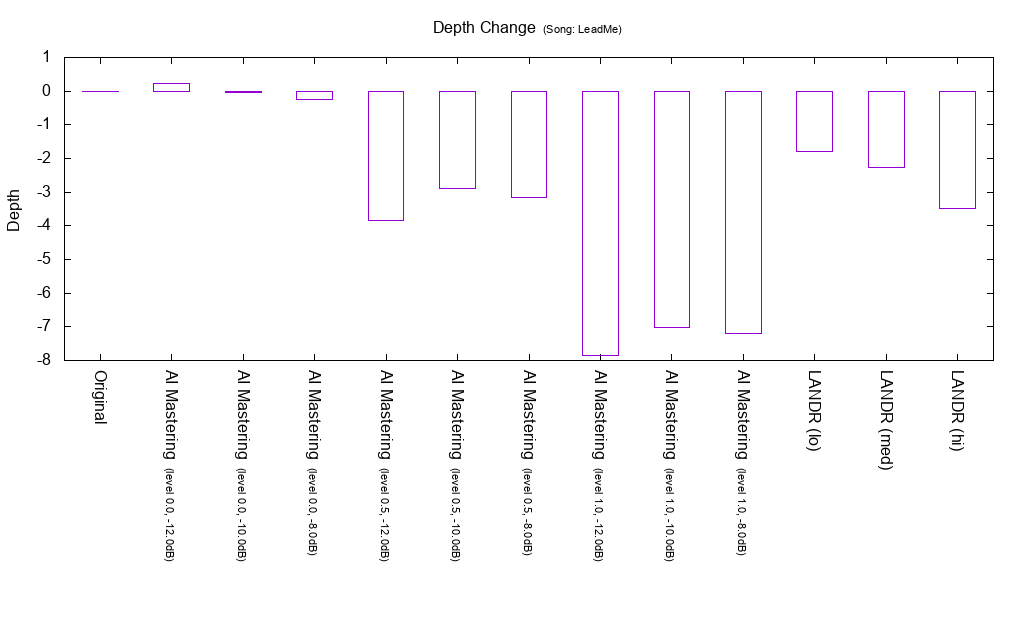 Depth Change (Song: LeadMe)
1
0
-1
-2
-3
-4
-5
-6
-7
-8
Depth
Original
AI Mastering (level 0.0, -12.0dB)
AI Mastering (level 0.0, -10.0dB)
AI Mastering (level 0.0, -8.0dB)
AI Mastering (level 0.5, -12.0dB)
AI Mastering (level 0.5, -10.0dB)
AI Mastering (level 0.5, -8.0dB)
AI Mastering (level 1.0, -12.0dB)
AI Mastering (level 1.0, -10.0dB)
AI Mastering (level 1.0, -8.0dB)
LANDR (lo)
LANDR (med)
LANDR (hi)